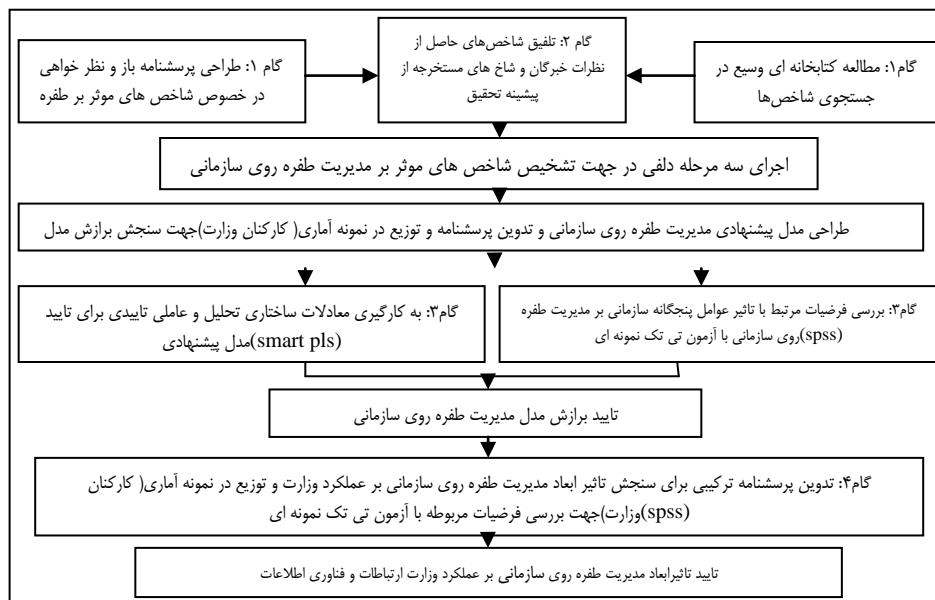 گام ۱: مطالعه کتابخانه ای وسیع در
جستجوی شاخص‌ها
گام ۲: تلفیق شاخص‌های حاصل از
نظرات خبرگان و شاخ های مستخرجه از
پیشینه تحقیق
گام ۱: طراحی پرسشنامه باز و نظر خواهی
در خصوص شاخص های موثر بر طفره
اجرای سه مرحله دلفی در جهت تشخیص شاخص های موثر بر مدیریت طفره روی سازمانی
طراحی مدل پیشنهادی مدیریت طفره روی سازمانی و تدوین پرسشنامه و توزیع در نمونه آماری( کارکنان وزارت)جهت سنجش برازش مدل
گام۳: بررسی فرضیات مرتبط با تاثیر عوامل پنجگانه سازمانی بر مدیریت طفره
روی سازمانی با آزمون تی تک نمونه ای(spss)
گام۳: به کارگیری معادلات ساختاری تحلیل و عاملی تاییدی برای تایید
مدل پیشنهادی(smart pls)
تایید برازش مدل مدیریت طفره روی سازمانی
گام۴: تدوین پرسشنامه ترکیبی برای سنجش تاثیر ابعاد مدیریت طفره روی سازمانی بر عملکرد وزارت و توزیع در نمونه آماری( کارکنان
وزارت)جهت بررسی فرضیات مربوطه با آزمون تی تک نمونه ای(spss)
تایید تاثیرابعاد مدیریت طفره روی سازمانی بر عملکرد وزارت ارتباطات و فناوری اطلاعات